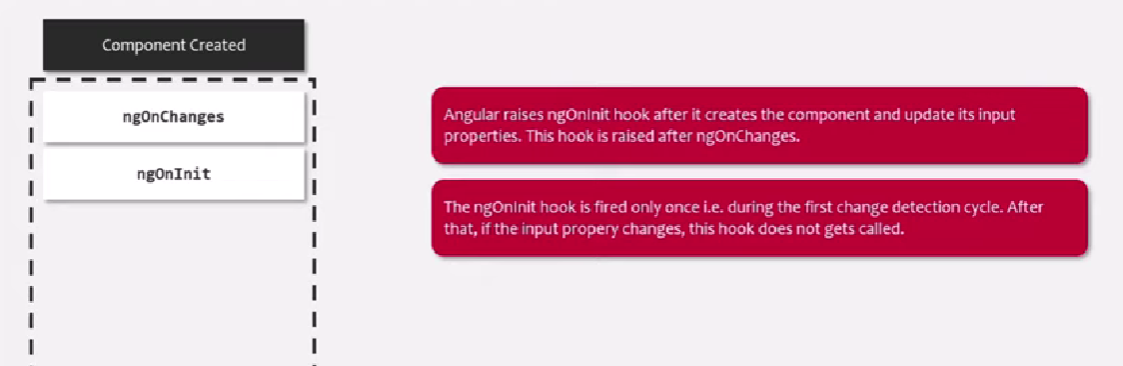 Component Created
ngOnChanges
ngOnInit
Angular raises ngOnInit hook after it creates the component and update its input
properties. This hook is raised after ngOnChanges.
The ngOnInit hook is fired only once i.e. during the first change detection cycle. After
that, if the input propery changes, this hook does not gets called.